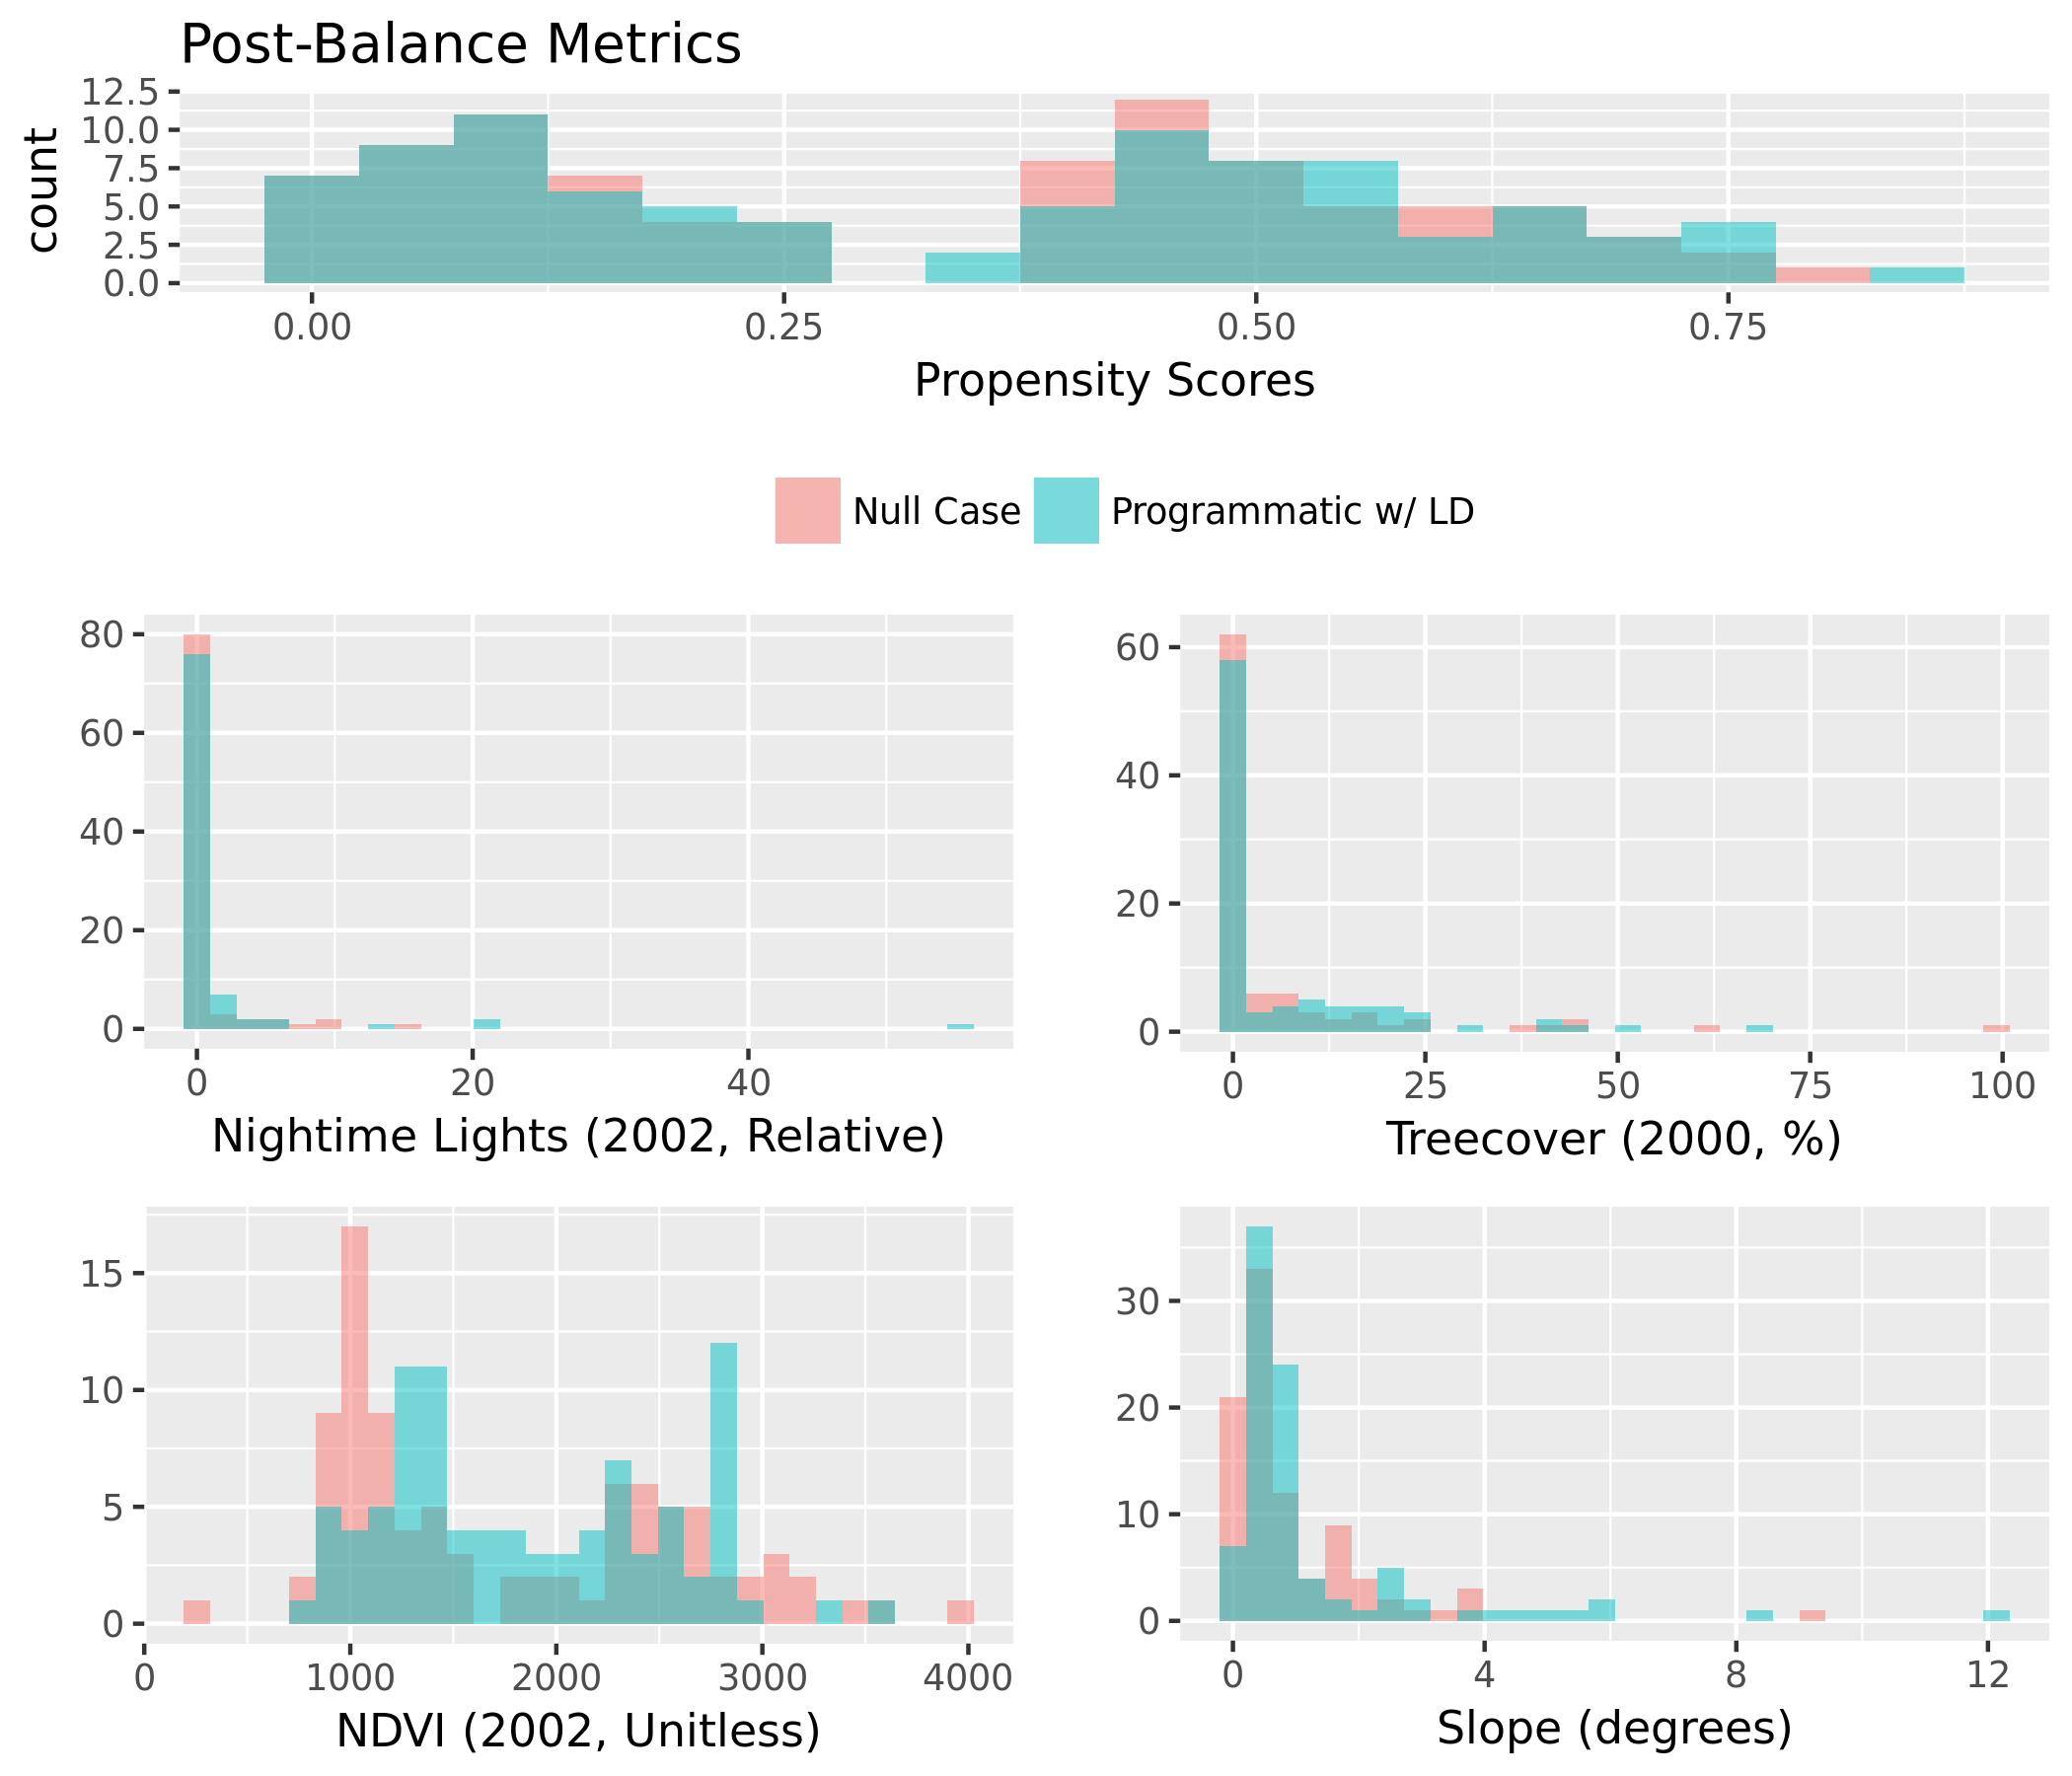 Post-Balance Metrics
count
12.5
10.0
7.5
5.0
2.5
0.0
0.00 0.25 0.50 0.75
Propensity Scores
Null Case Programmatic w/ LD
80
60
40
20
0
0 20 40
Nightime Lights (2002, Relative)
60
40
20
0
0 25 50 75 100
Treecover (2000, %)
15
10
5
0
0 1000 2000 3000 4000
NDVI (2002, Unitless)
30
20
10
0
0 4 8 12
Slope (degrees)